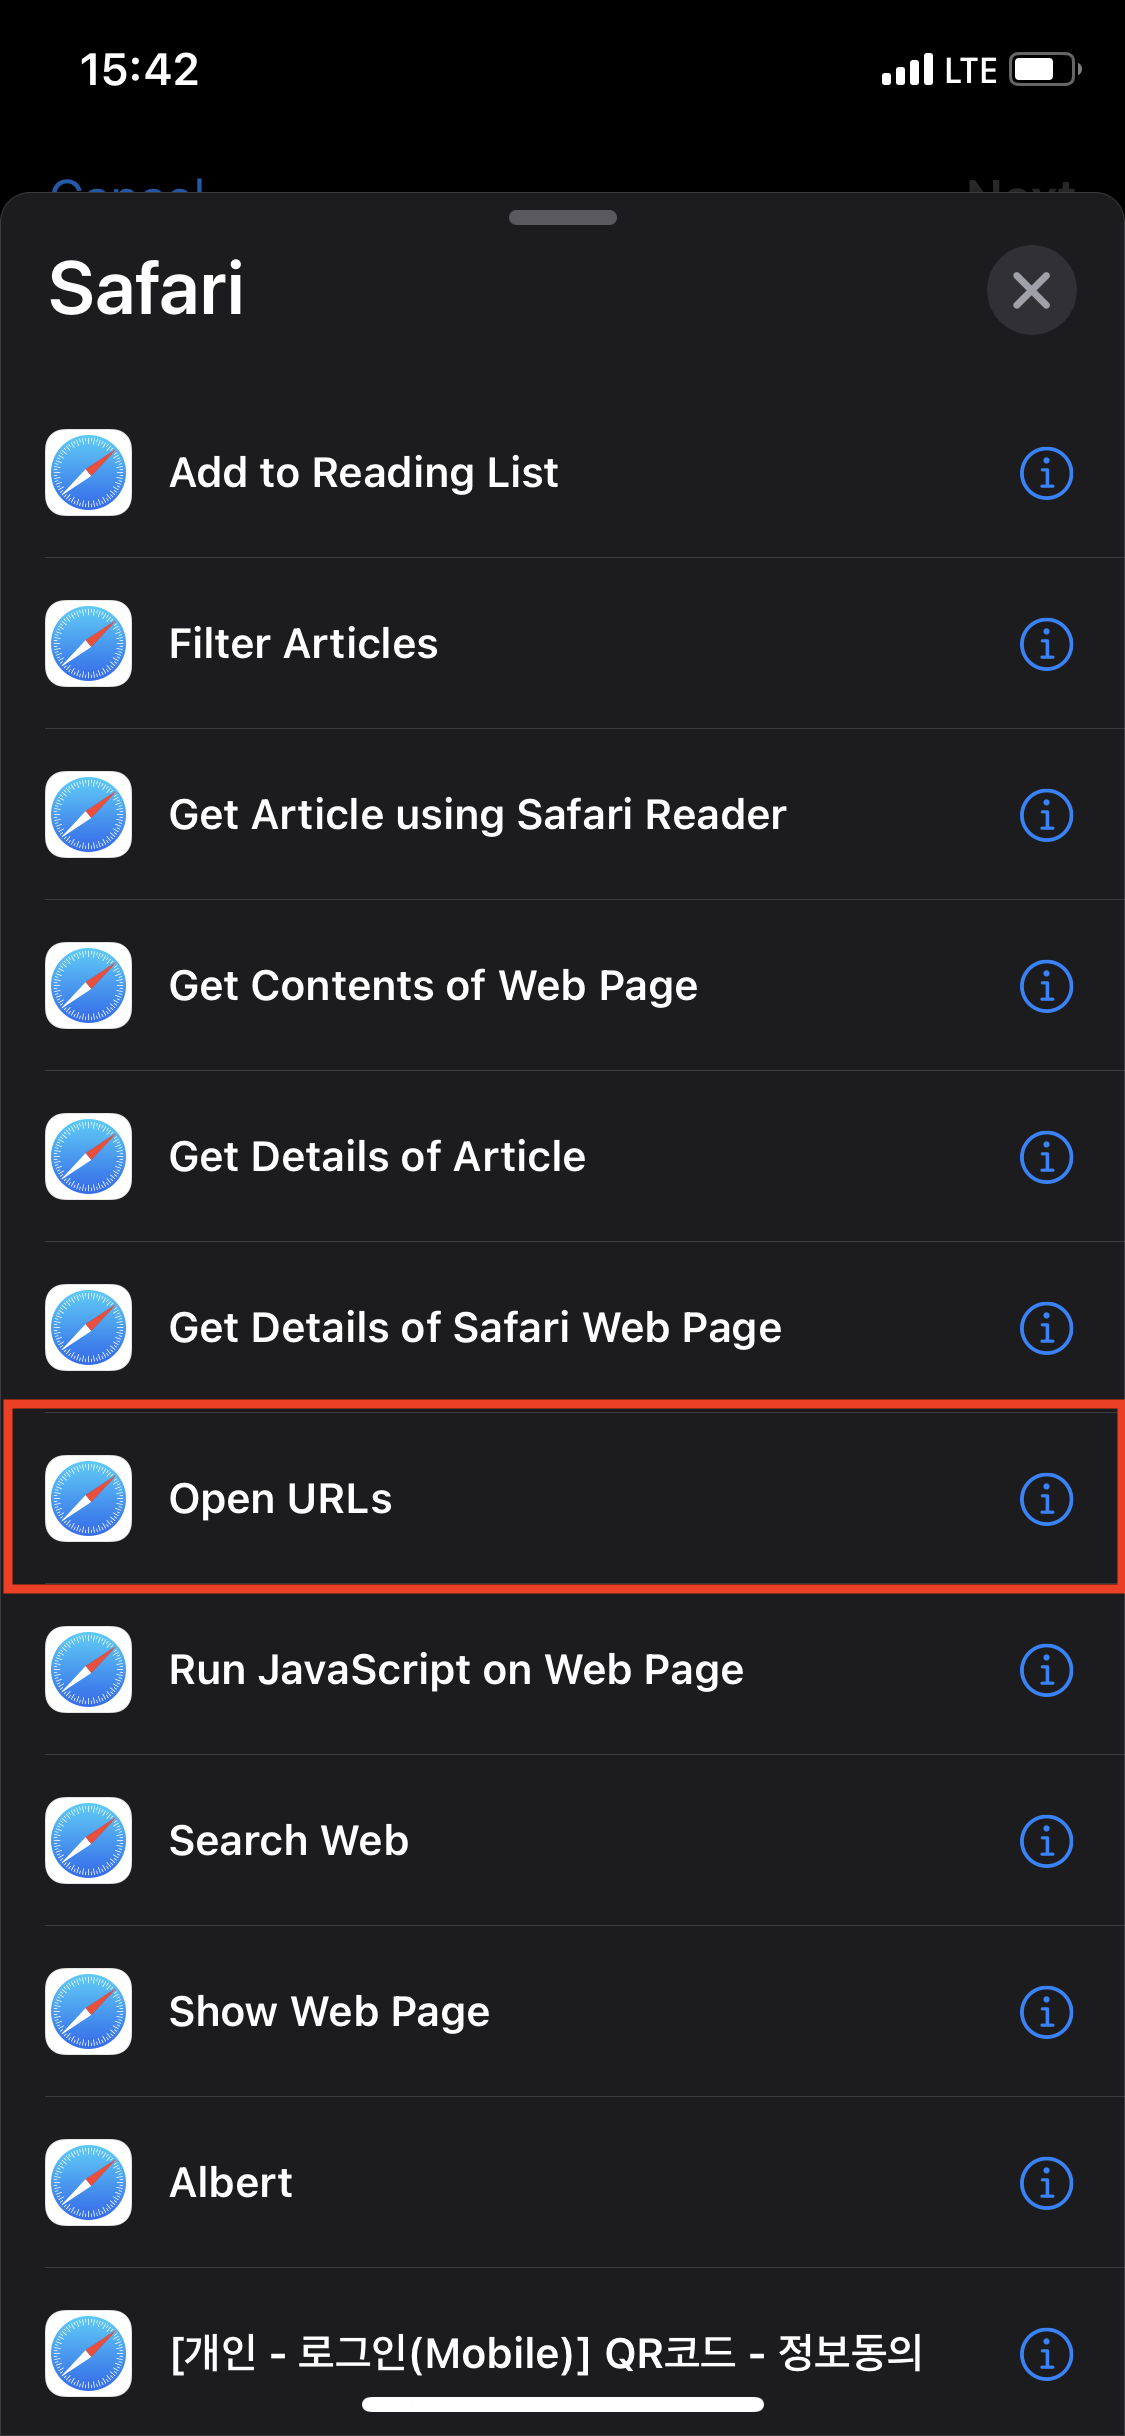 15:42
LTE
Cancel
Next
Safari
Add to Reading List
Filter Articles
Get Article using Safari Reader
Get Contents of Web Page
Get Details of Article
Get Details of Safari Web Page
Open URLs
Run JavaScript on Web Page
Search Web
Show Web Page
Albert
[개인 - 로그인(Mobile)] QR코드 - 정보동의